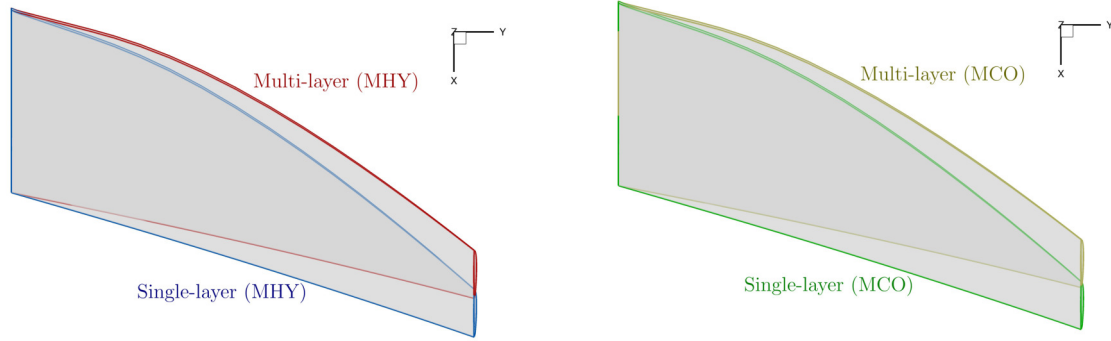 Z Y
X
Multi-layer (MHY)
Single-layer (MHY)
Z Y
X
Multi-layer (MCO)
Single-layer (MCO)